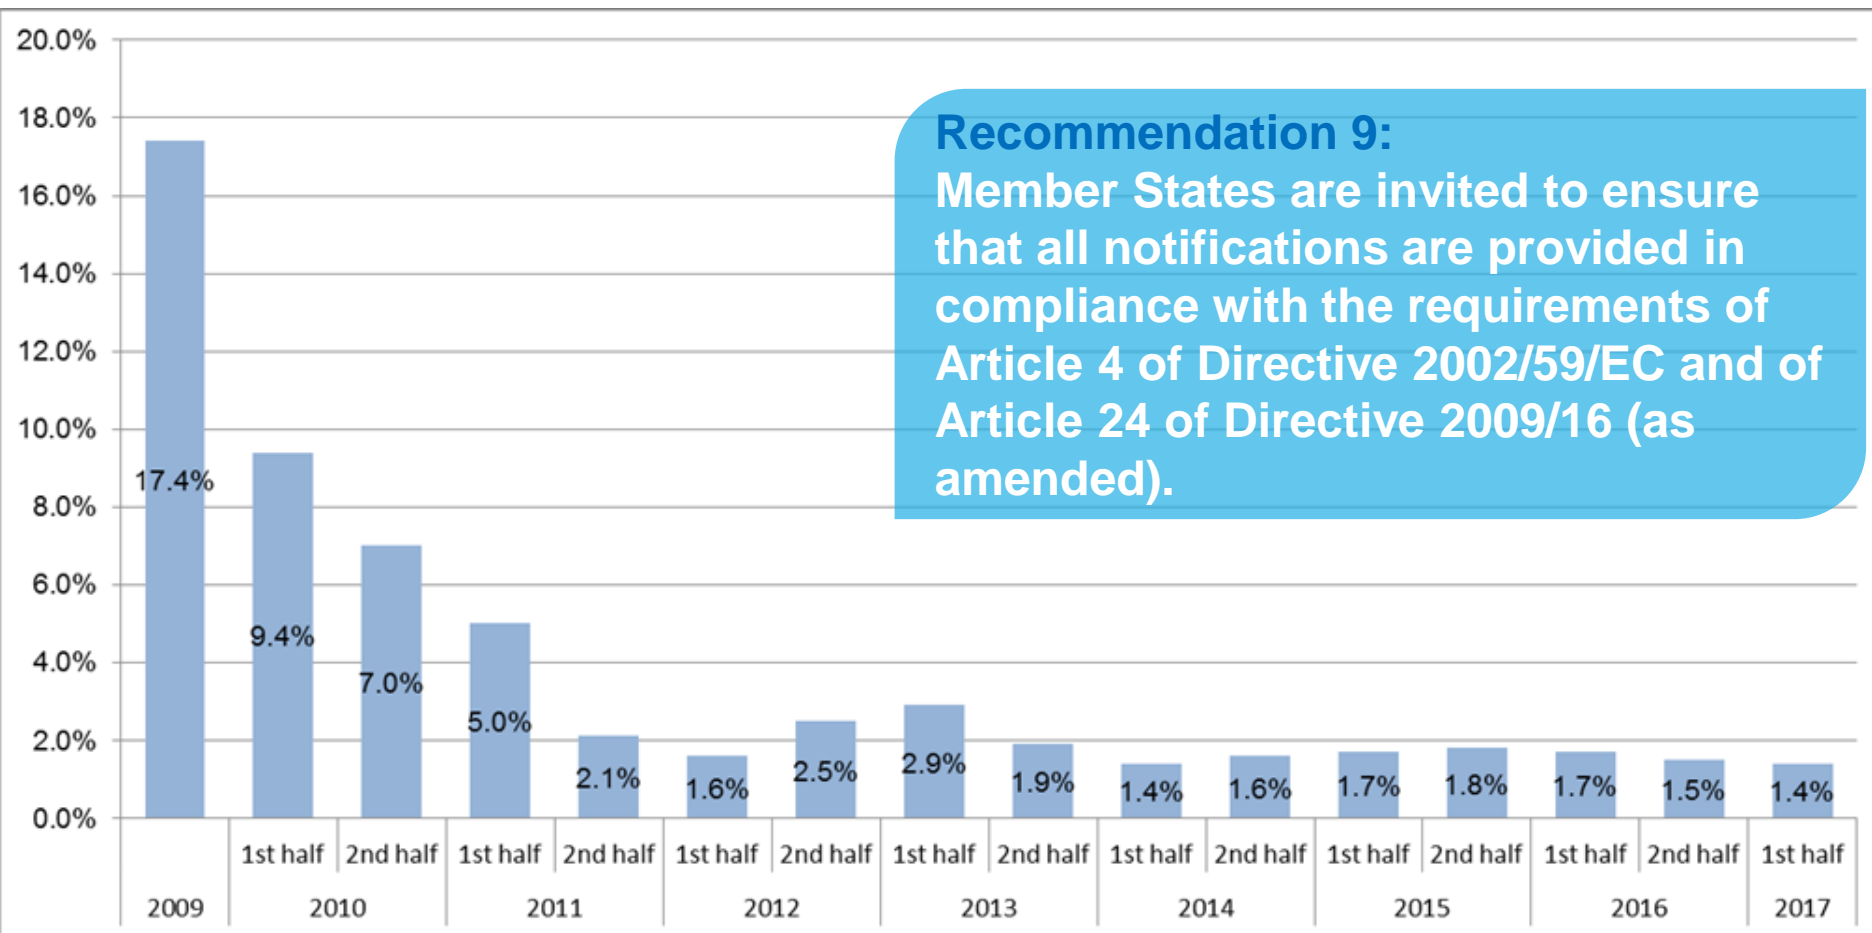 20.0%
18.0%
16.0%
14.0%
12.0%
10.0%
8.0%
6.0%
4.0%
2.0%
0.0%
Recommendation 9:
Member States are invited to ensure
that all notifications are provided in
compliance with the requirements of
Article 4 of Directive 2002/59/EC and of
Article 24 of Directive 2009/16 (as
amended).
17.4% 9.4% 7.0% 5.0% 2.1% 1.6% 2.5% 2.9% 1.9% 1.4% 1.6% 1.7% 1.8% 1.7% 1.5% 1.4%
1st half 2nd half 1st half 2nd half 1st half 2nd half 1st half 2nd half 1st half 2nd half 1st half 2nd half 1st half 2nd half 1st half
2009 2010 2011 2012 2013 2014 2015 2016 2017